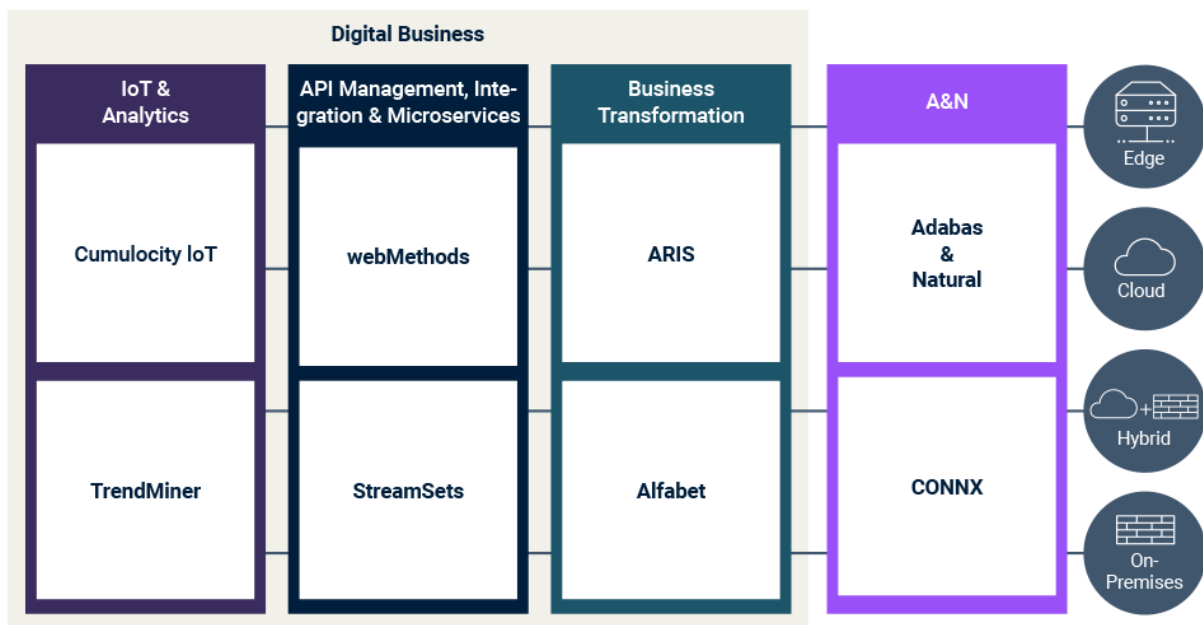 Digital Business
IoT &
Analytics
API Management, Inte-
gration & Microservices
Business
Transformation
A&N
Cumulocity loT
webMethods
ARIS
Adabas
&
Natural
TrendMiner
StreamSets
Alfabet
CONNX
Edge
Cloud
+
Hybrid
On-
Premises